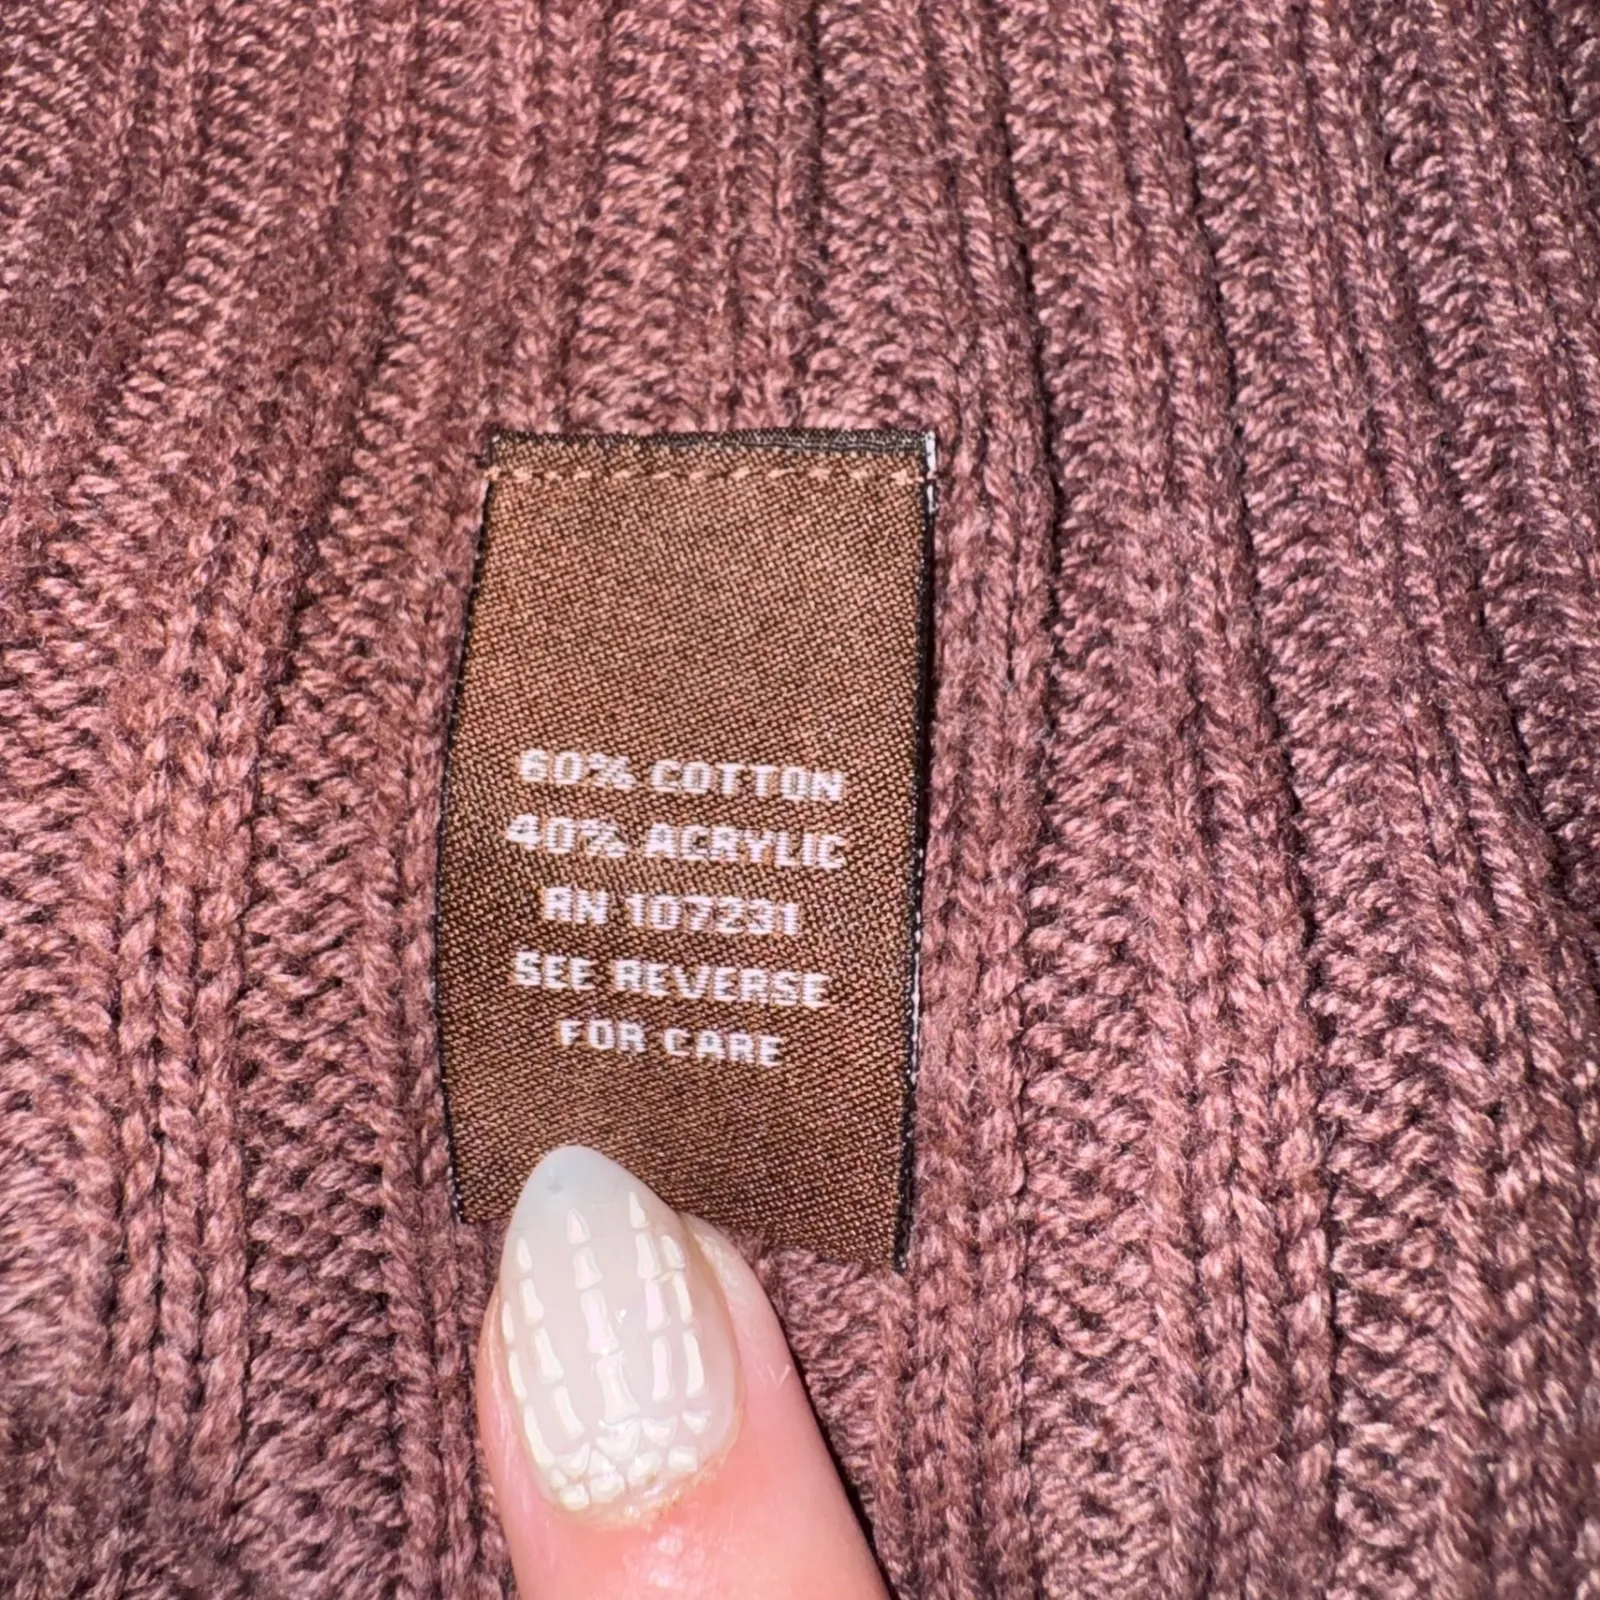 60% COTTON
40% ACRYLIC
RN 107231
SEE REVERSE
FOR CARE